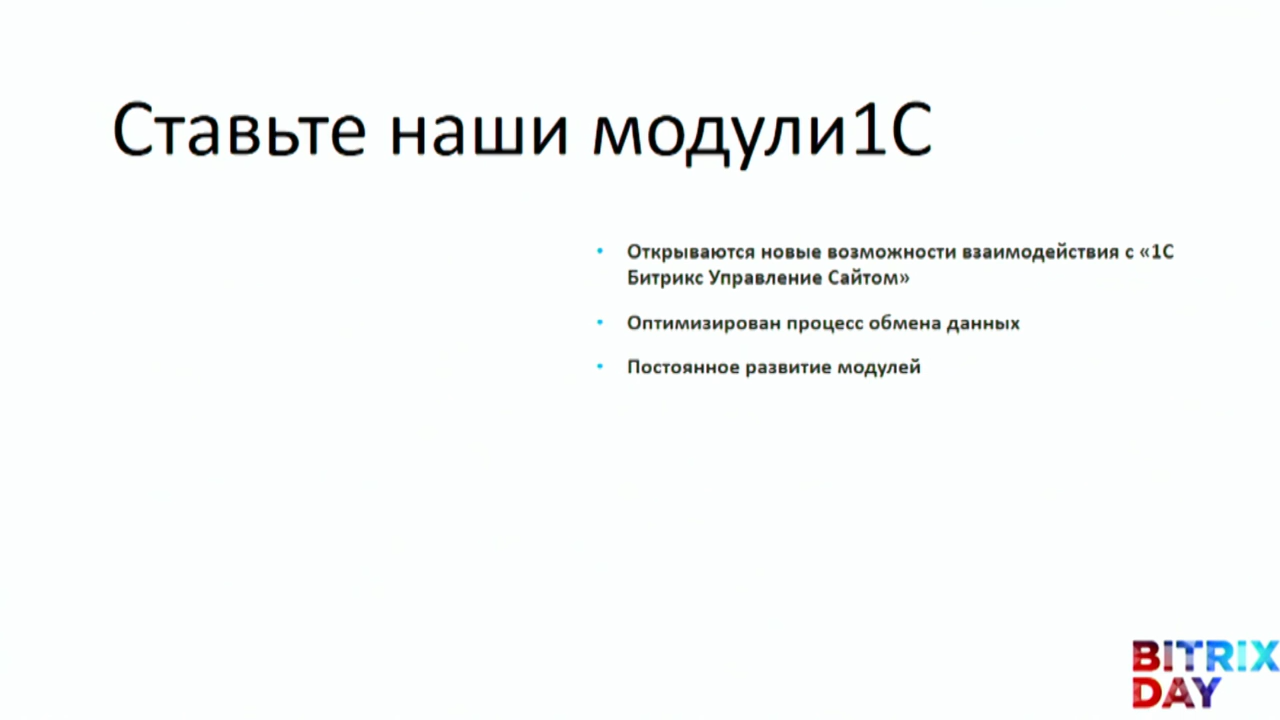 Ставьте наши модули1С
• Открываются новые возможности взаимодействия с «1С
Битрикс Управление Сайтом»
• Оптимизирован процесс обмена данных
• Постоянное развитие модулей
BITRIX
DAY